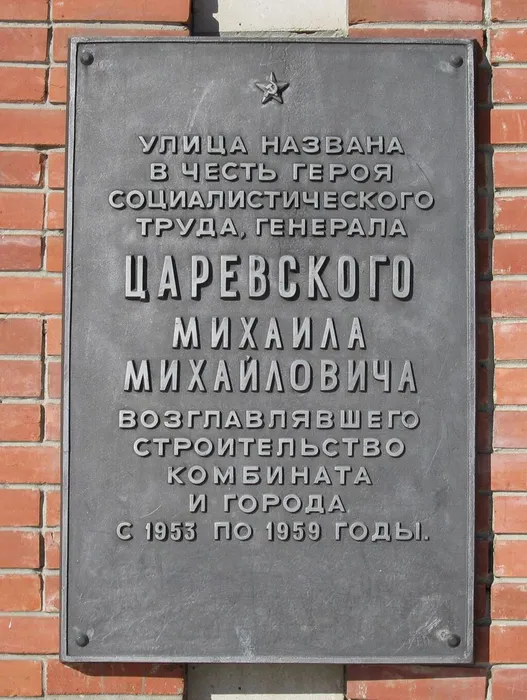 УЛИЦА НАЗВАНА
В ЧЕСТЬ ГЕРОЯ
СОЦИАЛИСТИЧЕСКОГО
ТРУДА, ГЕНЕРАЛА
ЦАРЕВСКОГО
МИХАИЛА
МИХАЙЛОВИЧА
ВОЗГЛАВЛЯВШЕГО
СТРОИТЕЛЬСТВО
КОМБИНАТА
И ГОРОДА
С 1953 ПО 1959 ГОДЫ.